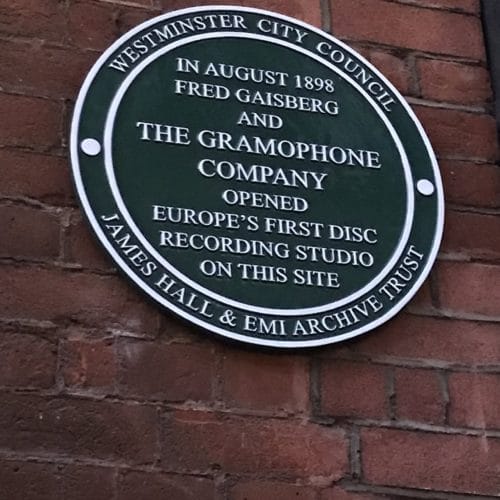 WESTMINSTER CITY COUNCIL
IN AUGUST 1898
FRED GAISBERG
AND
THE GRAMOPHONE
COMPANY
OPENED
EUROPE'S FIRST DISC
RECORDING STUDIO
ON THIS SITE
JAMES HALL & EMI ARCHIVE TRUST